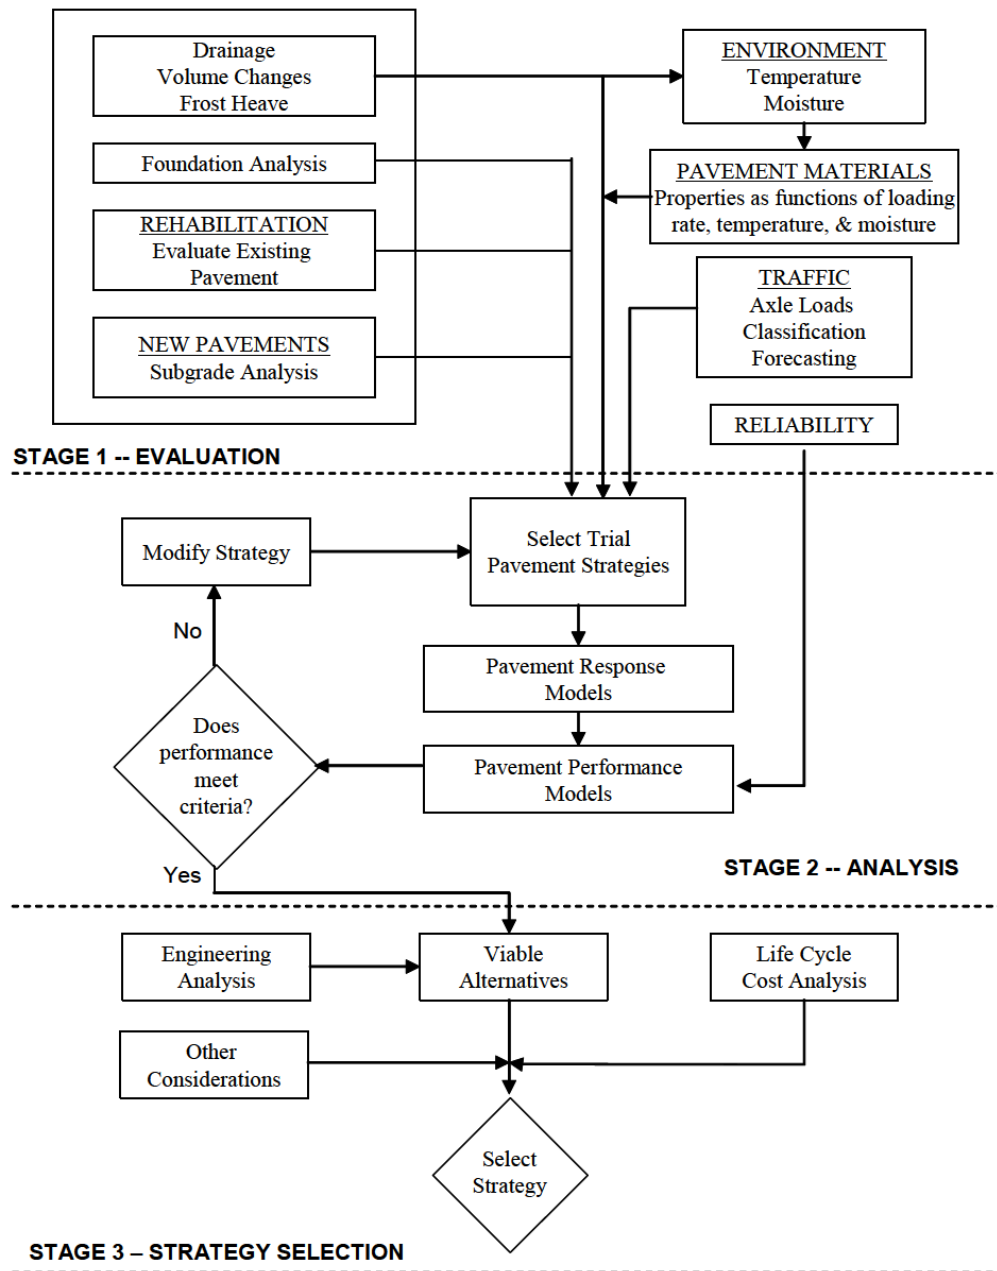 Drainage
Volume Changes
Frost Heave
ENVIRONMENT
Temperature
Moisture
Foundation Analysis
PAVEMENT MATERIALS
Properties as functions of loading
rate, temperature, & moisture
REHABILITATION
Evaluate Existing
Pavement
TRAFFIC
Axle Loads
Classification
Forecasting
NEW PAVEMENTS
Subgrade Analysis
RELIABILITY
STAGE 1 -- EVALUATION
Modify Strategy
Select Trial
Pavement Strategies
No
Pavement Response
Models
Does
performance
meet
criteria?
Pavement Performance
Models
Yes
STAGE 2 -- ANALYSIS
Engineering
Analysis
Viable
Alternatives
Life Cycle
Cost Analysis
Other
Considerations
Select
Strategy
STAGE 3 – STRATEGY SELECTION